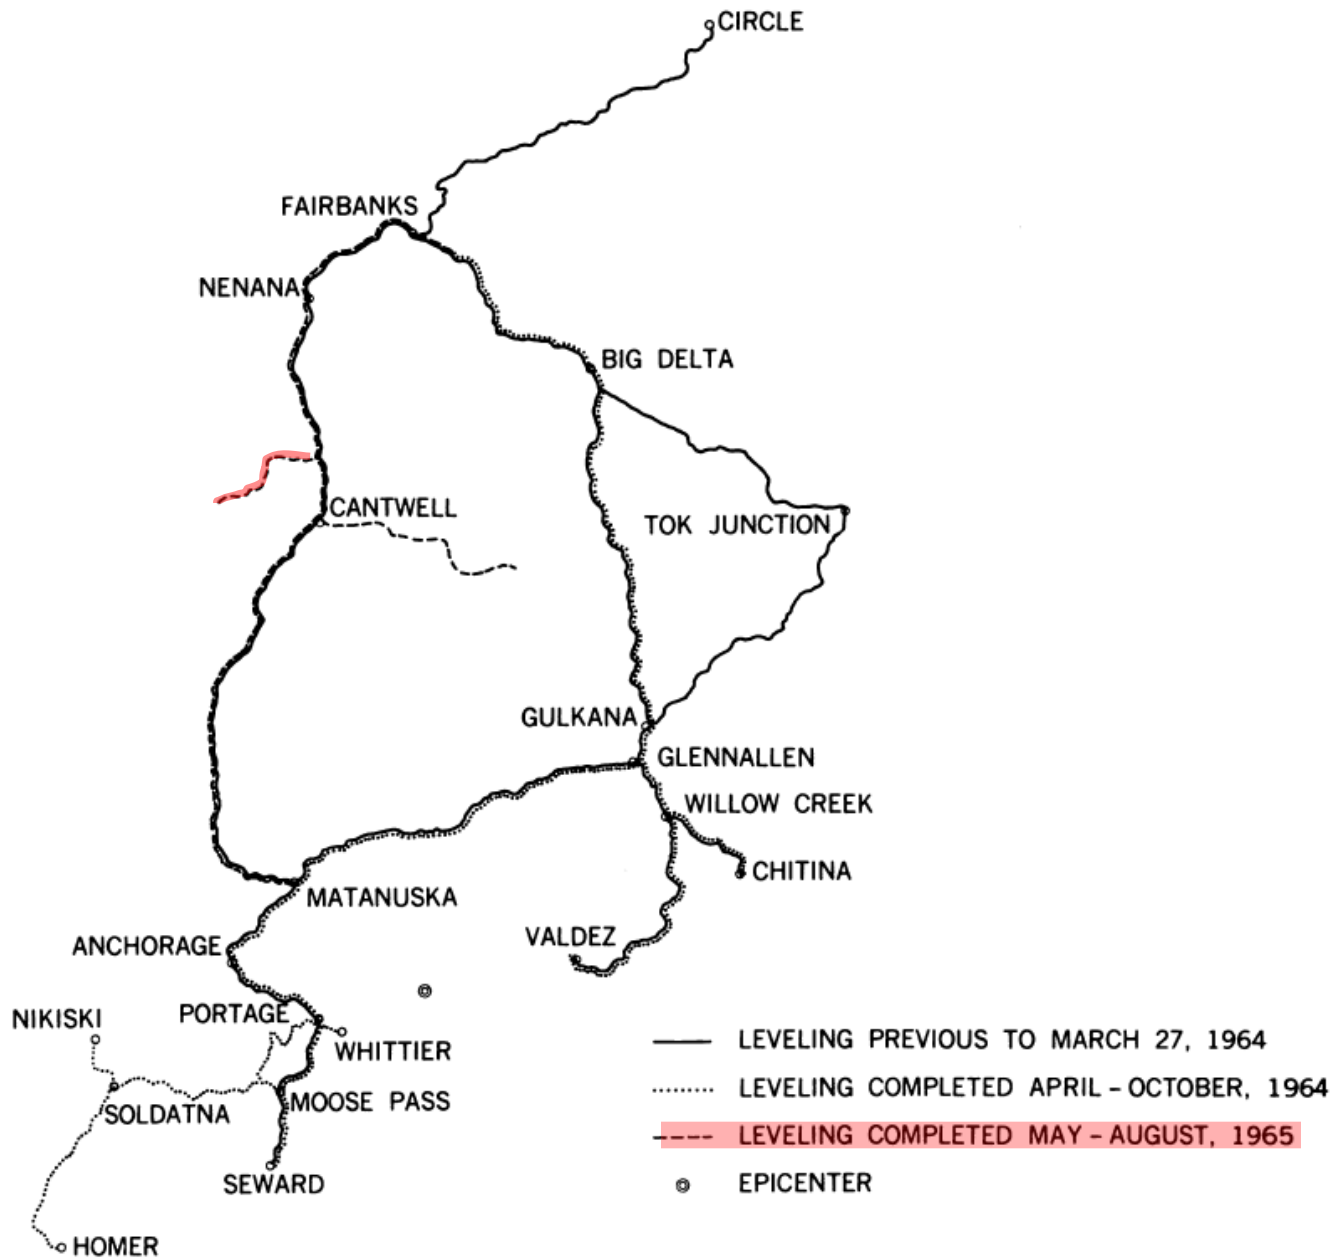 CIRCLE
FAIRBANKS
NENANA
BIG DELTA
CANTWELL
TOK JUNCTION
GULKANA
GLENNALLEN
WILLOW CREEK
CHITINA
MATANUSKA
VALDEZ
ANCHORAGE
PORTAGE
NIKISKI
WHITTIER
MOOSE PASS
SOLDATNA
SEWARD
HOMER
LEVELING PREVIOUS TO MARCH 27, 1964
LEVELING COMPLETED APRIL – OCTOBER, 1964
LEVELING COMPLETED MAY – AUGUST, 1965
EPICENTER